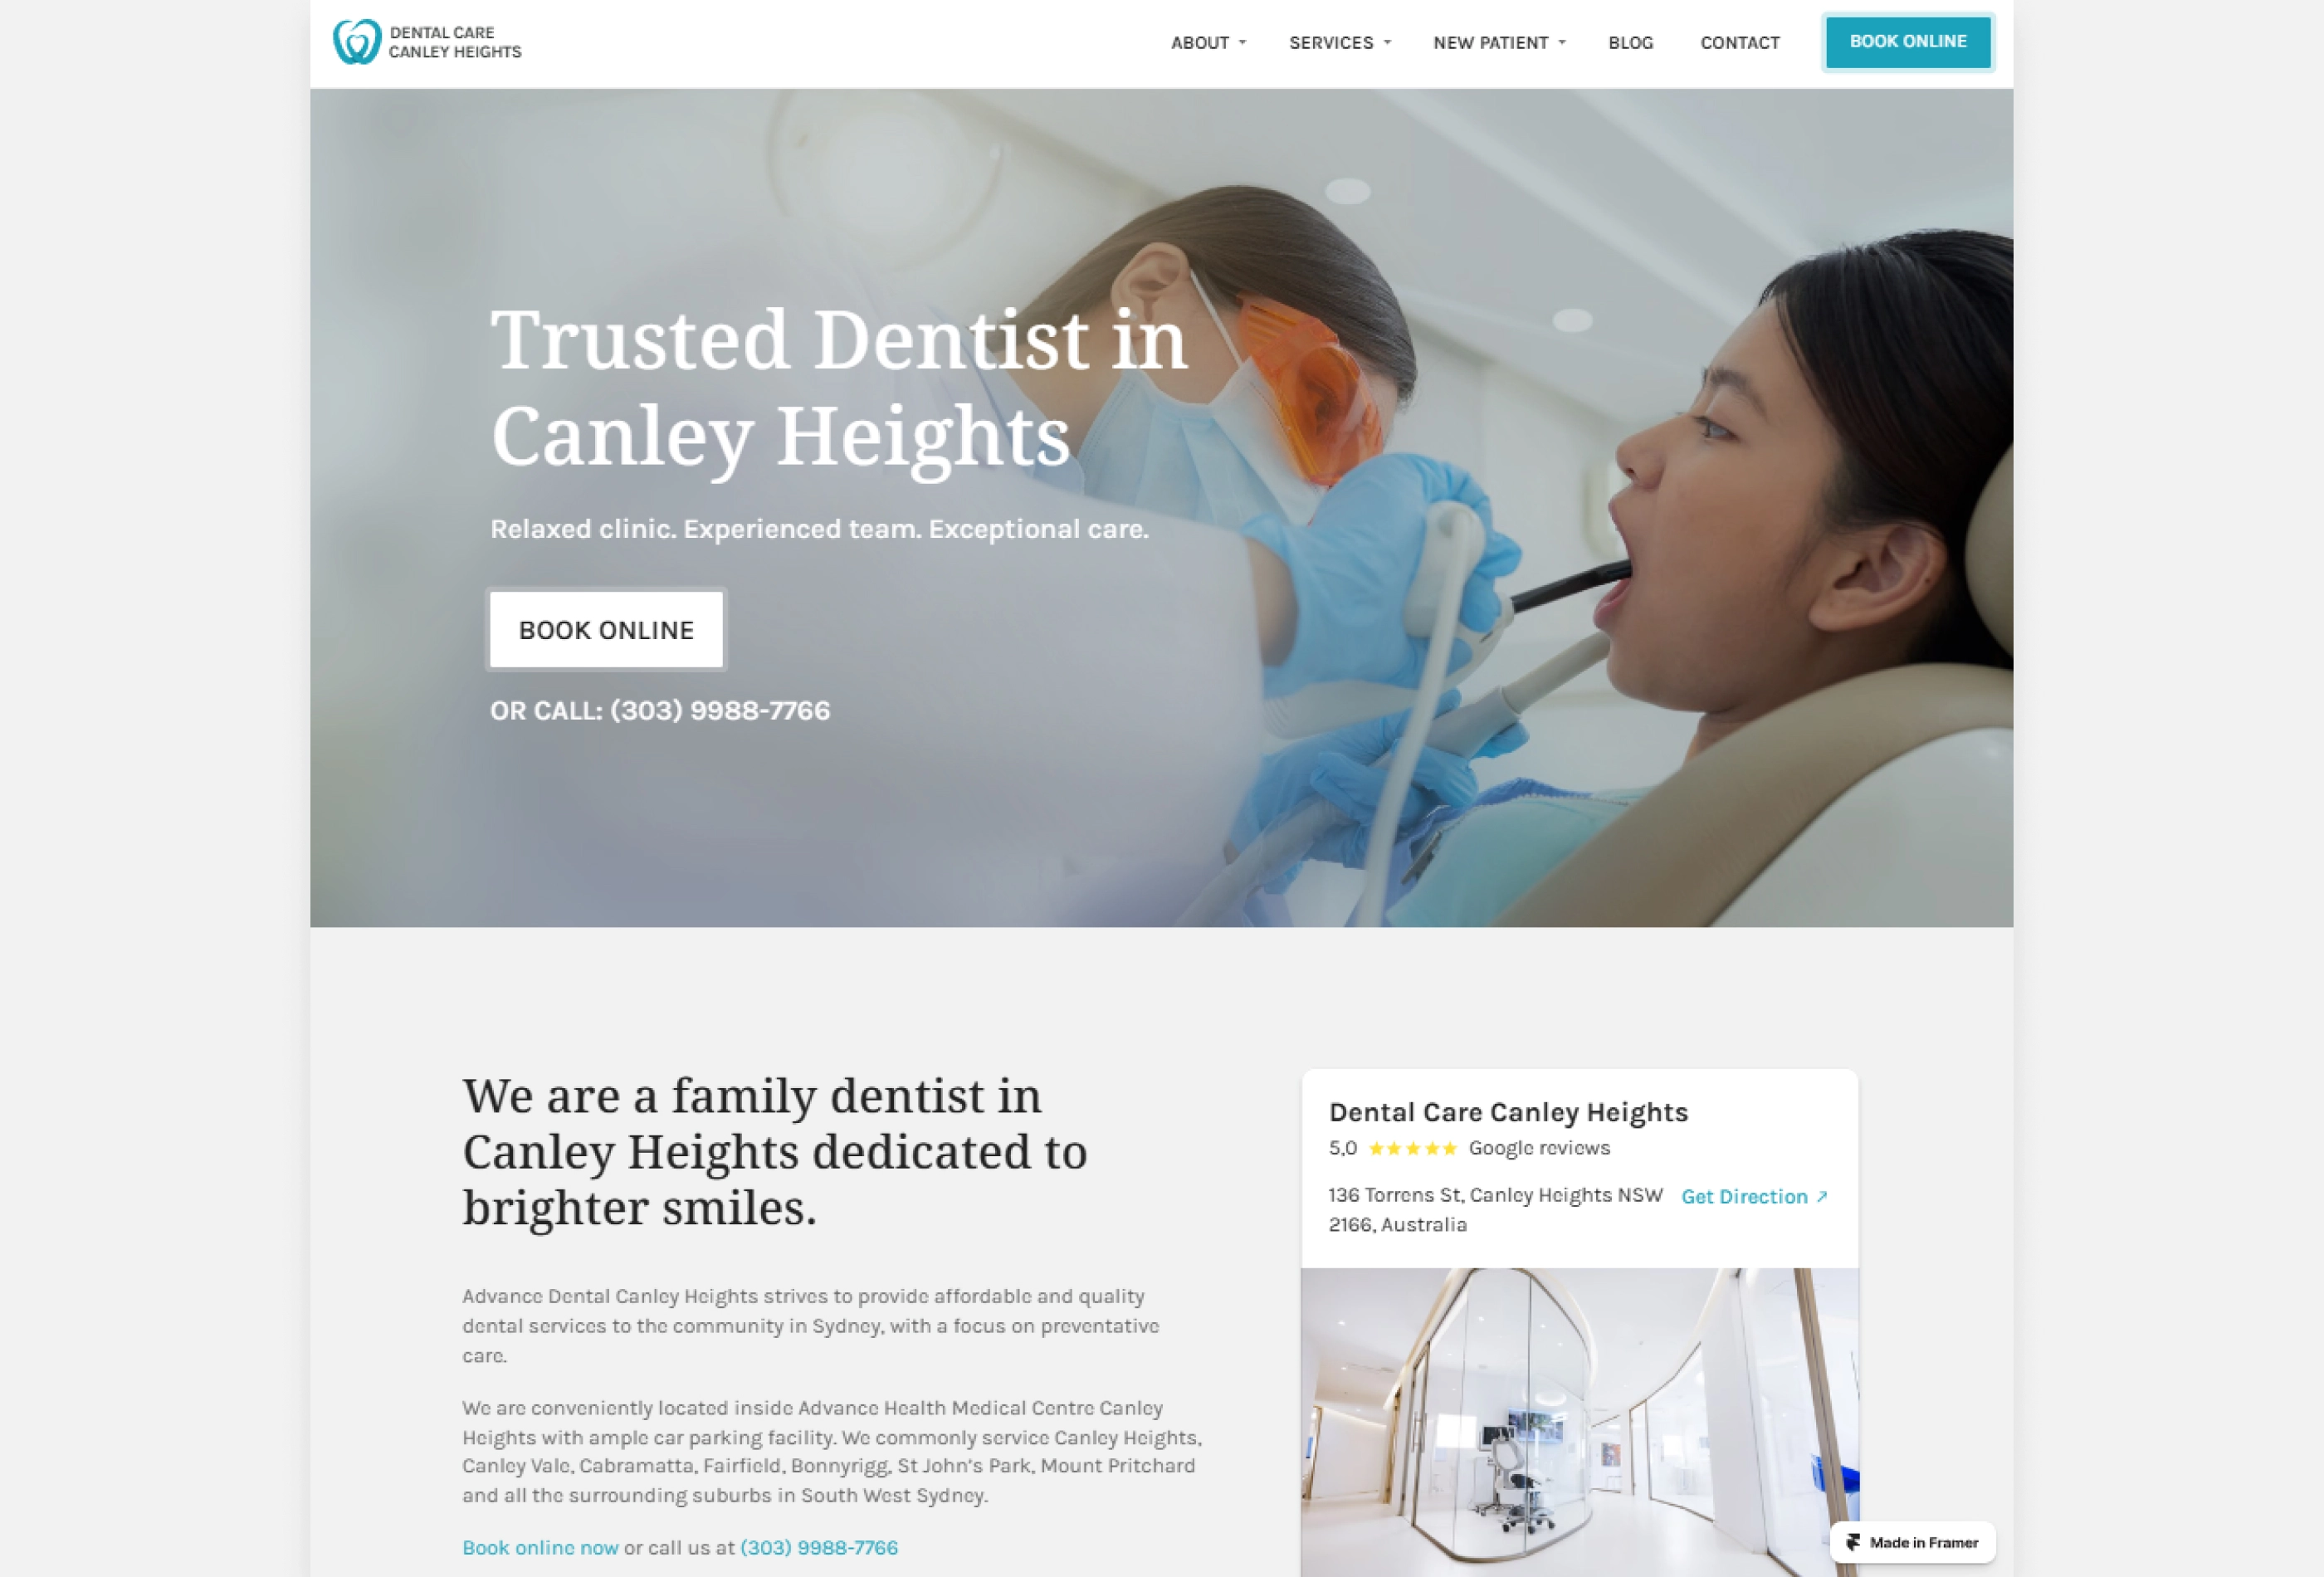 DENTAL CARE
CANLEY HEIGHTS
ABOUT SERVICES NEW PATIENT BLOG CONTACT BOOK ONLINE
Trusted Dentist in
Canley Heights
Relaxed clinic. Experienced team. Exceptional care.
BOOK ONLINE
OR CALL: (303) 9988-7766
We are a family dentist in
Canley Heights dedicated to
brighter smiles.
Advance Dental Canley Heights strives to provide affordable and quality
dental services to the community in Sydney, with a focus on preventative
care.
We are conveniently located inside Advance Health Medical Centre Canley
Heights with ample car parking facility. We commonly service Canley Heights,
Canley Vale, Cabramatta, Fairfield, Bonnyrigg, St John's Park, Mount Pritchard
and all the surrounding suburbs in South West Sydney.
Book online now or call us at (303) 9988-7766
Dental Care Canley Heights
5,0 ★★★★★ Google reviews
136 Torrens St, Canley Heights NSW
2166, Australia
Get Direction ↗
Made in Framer